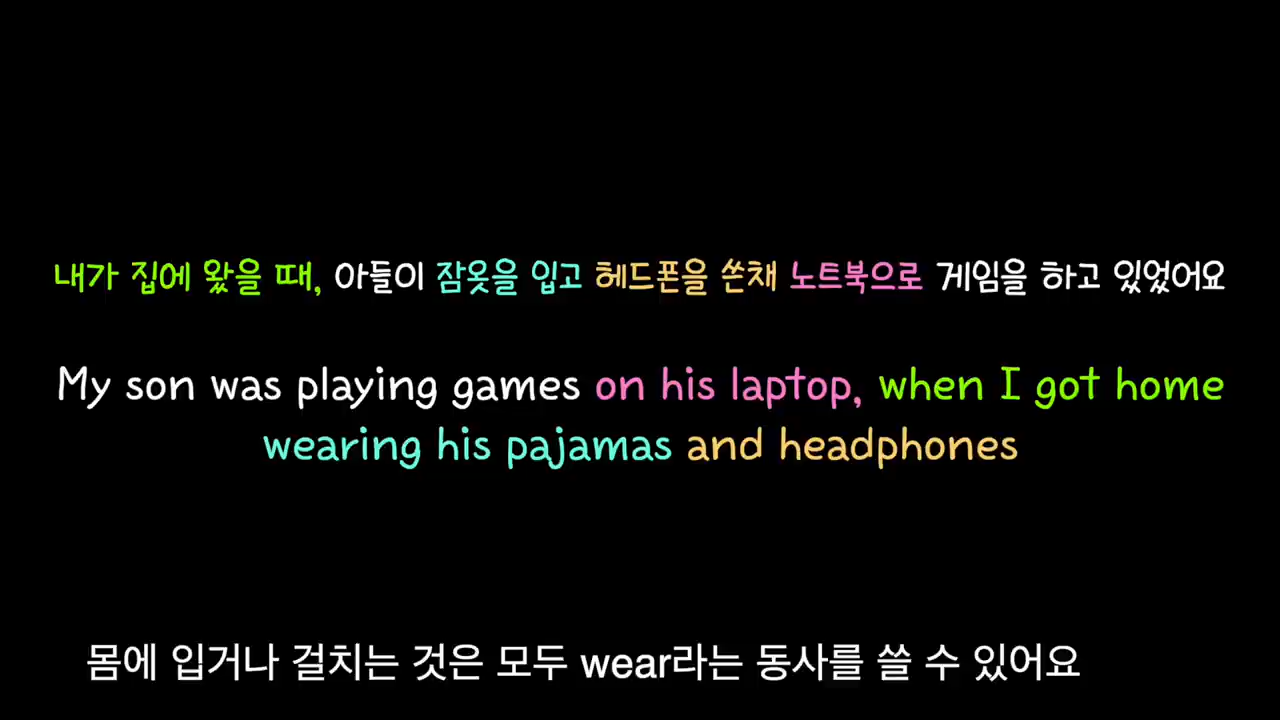 내가 집에 왔을 때, 아들이 잠옷을 입고 헤드폰을 쓴채 노트북으로 게임을 하고 있었어요
My son was playing games on his laptop, when I got home
wearing his pajamas and headphones
몸에 입거나 걸치는 것은 모두 wear라는 동사를 쓸 수 있어요